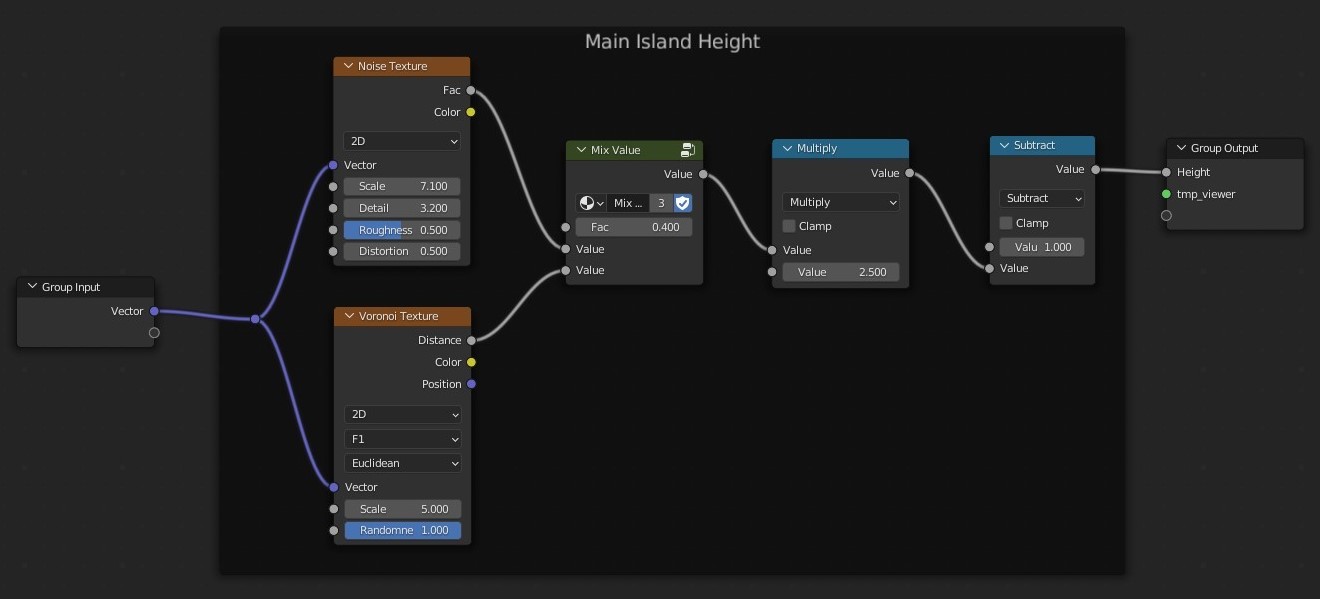 Main Island Height
Group Input
Vector
Noise Texture
Fac
Color
2D
Vector
Scale 7.100
Detail 3.200
Roughness 0.500
Distortion 0.500
Voronoi Texture
Distance
Color
Position
2D
F1
Euclidean
Vector
Scale 5.000
Randomne 1.000
Mix Value
Value
Mix ... 3
Fac 0.400
Value
Value
Multiply
Value
Multiply
Clamp
Value
Value 2.500
Subtract
Value
Subtract
Clamp
Valu 1.000
Value
Group Output
Height
tmp_viewer